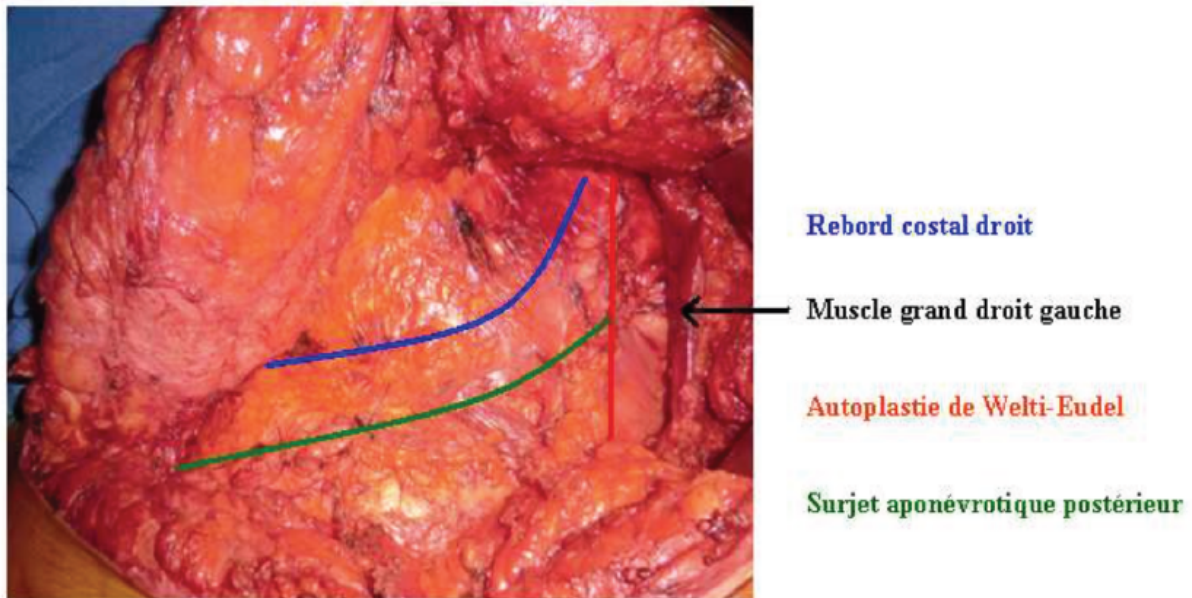 Rebord costal droit
Muscle grand droit gauche
Autoplastie de Welti-Eudel
Surjet aponévrotique postérieur